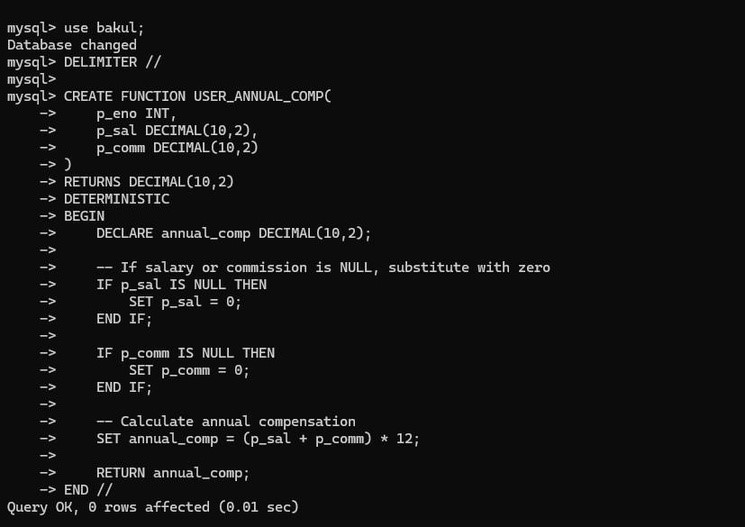 mysql> use bakul;
Database changed
mysql> DELIMITER //
mysql>
mysql> CREATE FUNCTION USER_ANNUAL_COMP(
    ->     p_eno INT,
    ->     p_sal DECIMAL(10,2),
    ->     p_comm DECIMAL(10,2)
    -> )
    -> RETURNS DECIMAL(10,2)
    -> DETERMINISTIC
    -> BEGIN
    ->     DECLARE annual_comp DECIMAL(10,2);
    ->
    ->     -- If salary or commission is NULL, substitute with zero
    ->     IF p_sal IS NULL THEN
    ->         SET p_sal = 0;
    ->     END IF;
    ->
    ->     IF p_comm IS NULL THEN
    ->         SET p_comm = 0;
    ->     END IF;
    ->
    ->     -- Calculate annual compensation
    ->     SET annual_comp = (p_sal + p_comm) * 12;
    ->
    ->     RETURN annual_comp;
    -> END //
Query OK, 0 rows affected (0.01 sec)